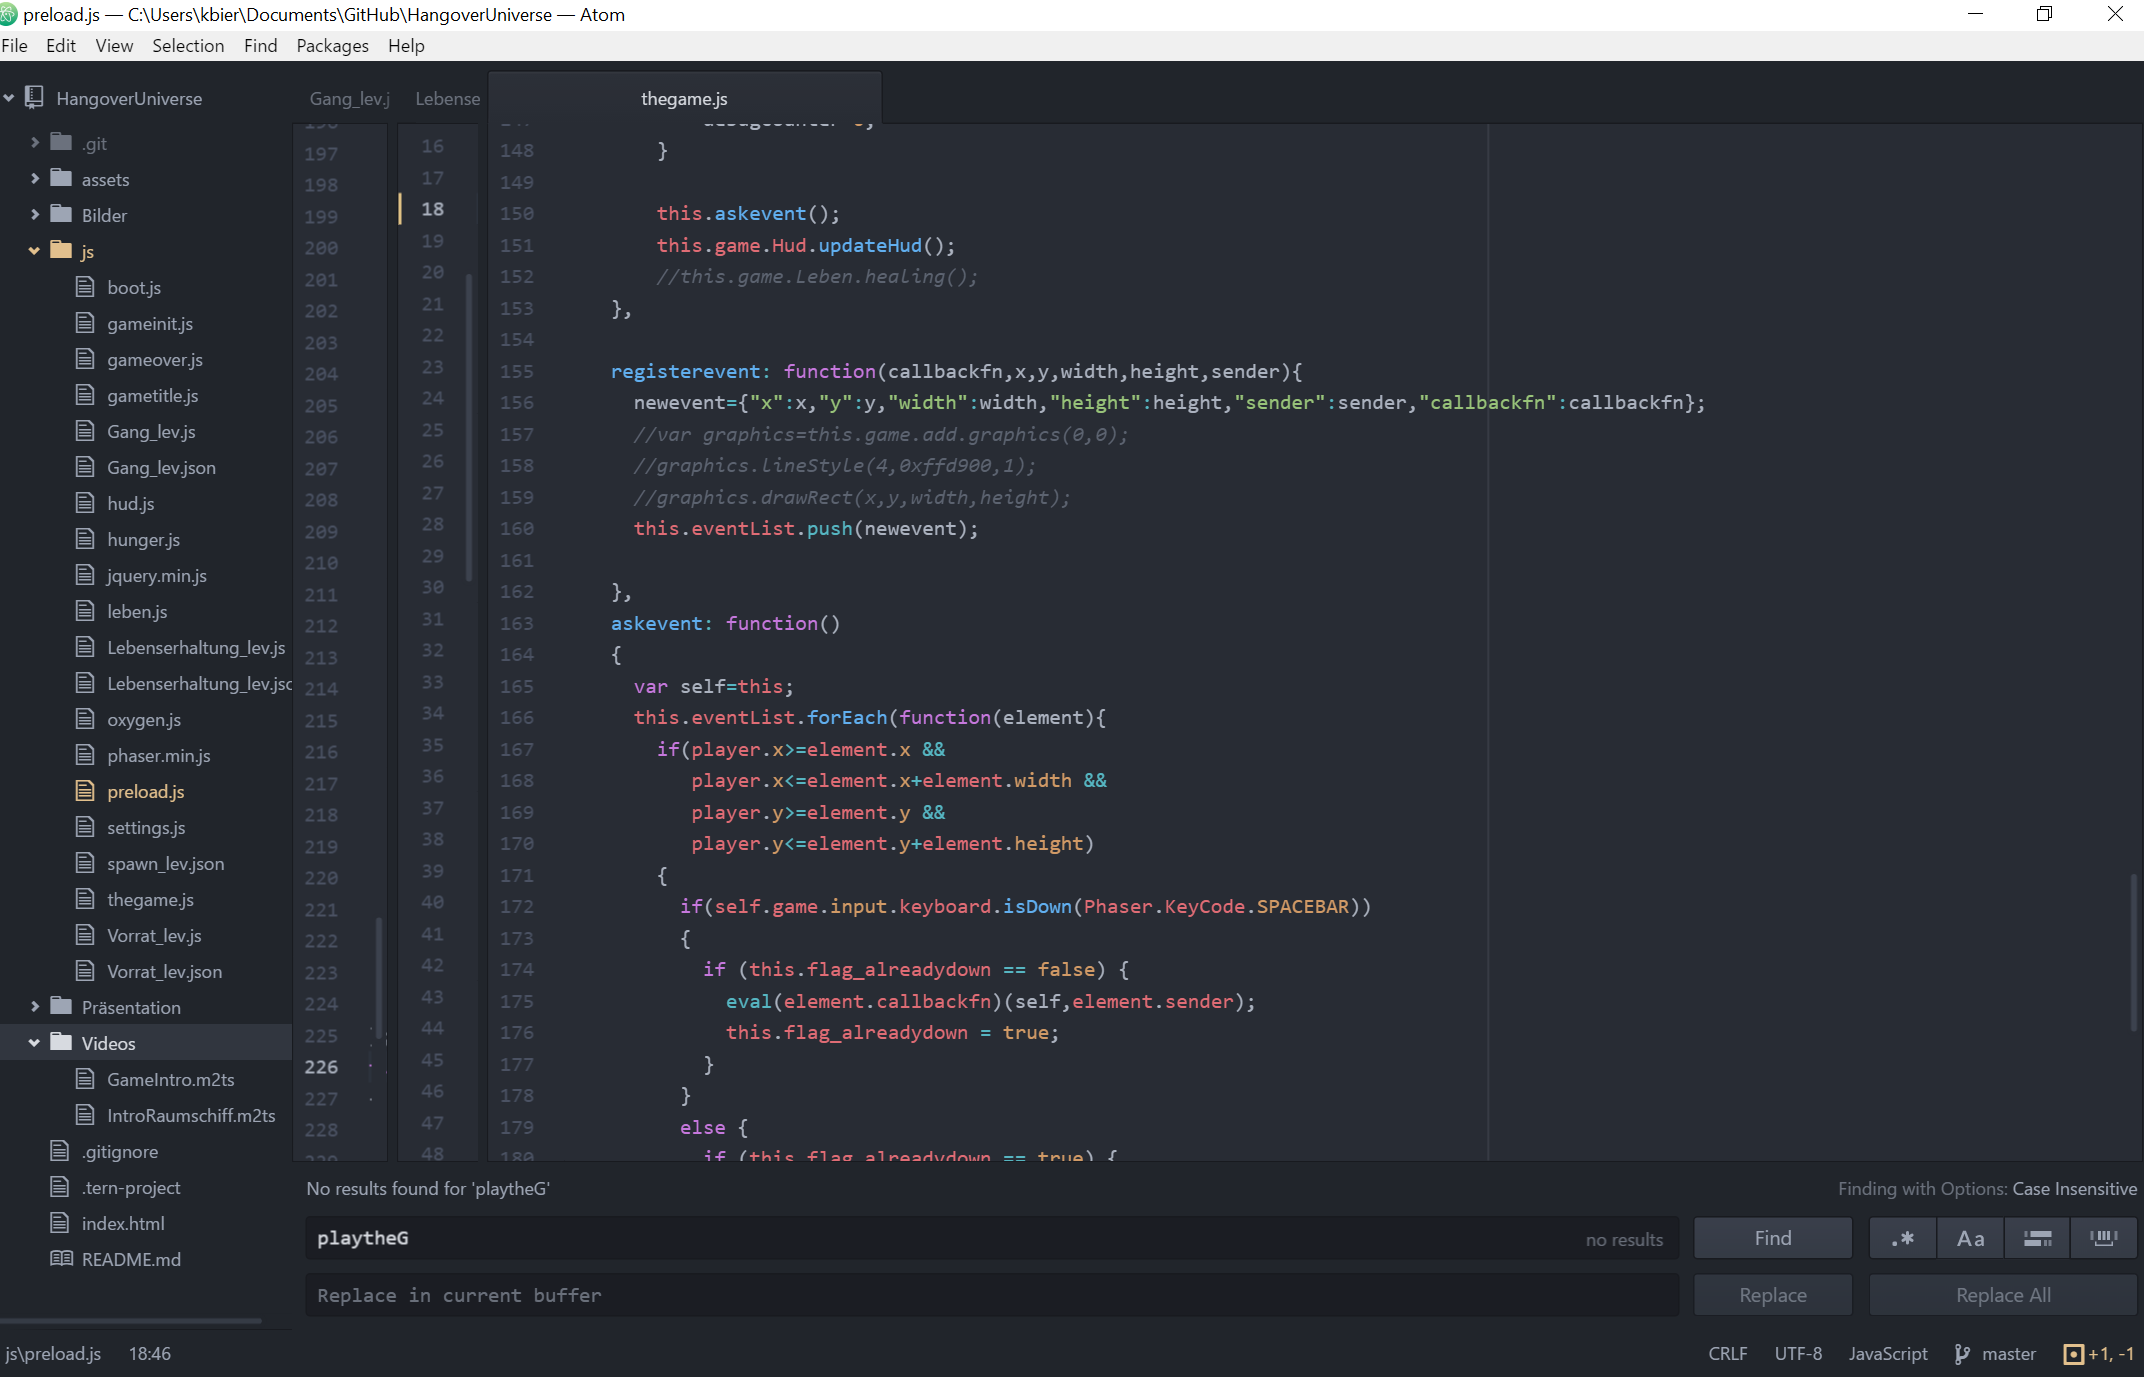 preload.js — C:\Users\kbier\Documents\GitHub\HangoverUniverse — Atom
File Edit View Selection Find Packages Help
HangoverUniverse
.git
assets
Bilder
js
boot.js
gameinit.js
gameover.js
gametitle.js
Gang_lev.js
Gang_lev.json
hud.js
hunger.js
jquery.min.js
leben.js
Lebenserhaltung_lev.js
Lebenserhaltung_lev.jsc
oxygen.js
phaser.min.js
preload.js
settings.js
spawn_lev.json
thegame.js
Vorrat_lev.js
Vorrat_lev.json
Präsentation
Videos
GameIntro.m2ts
IntroRaumschiff.m2ts
.gitignore
.tern-project
index.html
README.md
Gang_lev.j
197
198
199
200
201
202
203
204
205
206
207
208
209
210
211
212
213
214
215
216
217
218
219
220
221
222
223
224
225
226
227
228
Lebense
16
17
18
19
20
21
22
23
24
25
26
27
28
29
30
31
32
33
34
35
36
37
38
39
40
41
42
43
44
45
46
47
48
thegame.js
148 }
149
150 this.askevent();
151 this.game.Hud.updateHud();
152 //this.game.Leben.healing();
153 },
154
155 registerevent: function(callbackfn,x,y,width,height,sender){
156 newevent={"x":x,"y":y,"width":width,"height":height,"sender":sender,"callbackfn":callbackfn};
157 //var graphics=this.game.add.graphics(0,0);
158 //graphics.lineStyle(4,0xffd900,1);
159 //graphics.drawRect(x,y,width,height);
160 this.eventList.push(newevent);
161
162 },
163 askevent: function()
164 {
165 var self=this;
166 this.eventList.forEach(function(element){
167 if(player.x>=element.x &&
168 player.x<=element.x+element.width &&
169 player.y>=element.y &&
170 player.y<=element.y+element.height)
171 {
172 if(self.game.input.keyboard.isDown(Phaser.KeyCode.SPACEBAR))
173 {
174 if (this.flag_alreadydown == false) {
175 eval(element.callbackfn)(self,element.sender);
176 this.flag_alreadydown = true;
177 }
178 }
179 else {
180 if (this.flag_alreadydown == true) {
No results found for 'playtheG'
Finding with Options: Case Insensitive
playtheG
no results
Find
.*
Aa
Replace in current buffer
Replace
Replace All
js\preload.js 18:46
CRLF UTF-8 JavaScript master +1, -1